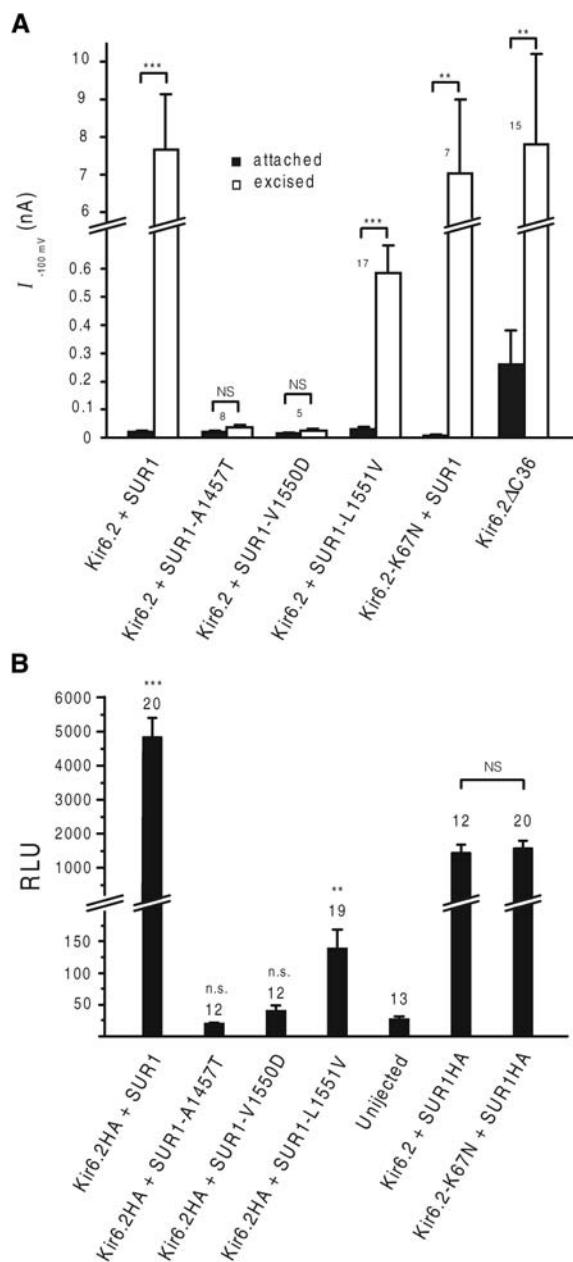 A
10
9
8
7
6
0.6
0.5
0.4
0.3
0.2
0.1
0
I -100 mV (nA)
attached
excised
***
NS
8
NS
5
***
17
**
7
**
15
Kir6.2 + SUR1
Kir6.2 + SUR1-A1457T
Kir6.2 + SUR1-V1550D
Kir6.2 + SUR1-L1551V
Kir6.2-K67N + SUR1
Kir6.2ΔC36
B
6000
5000
4000
3000
2000
1000
150
100
50
RLU
***
20
n.s.
12
n.s.
12
**
19
13
NS
12
20
Kir6.2HA + SUR1
Kir6.2HA + SUR1-A1457T
Kir6.2HA + SUR1-V1550D
Kir6.2HA + SUR1-L1551V
Uninjected
Kir6.2 + SUR1HA
Kir6.2-K67N + SUR1HA